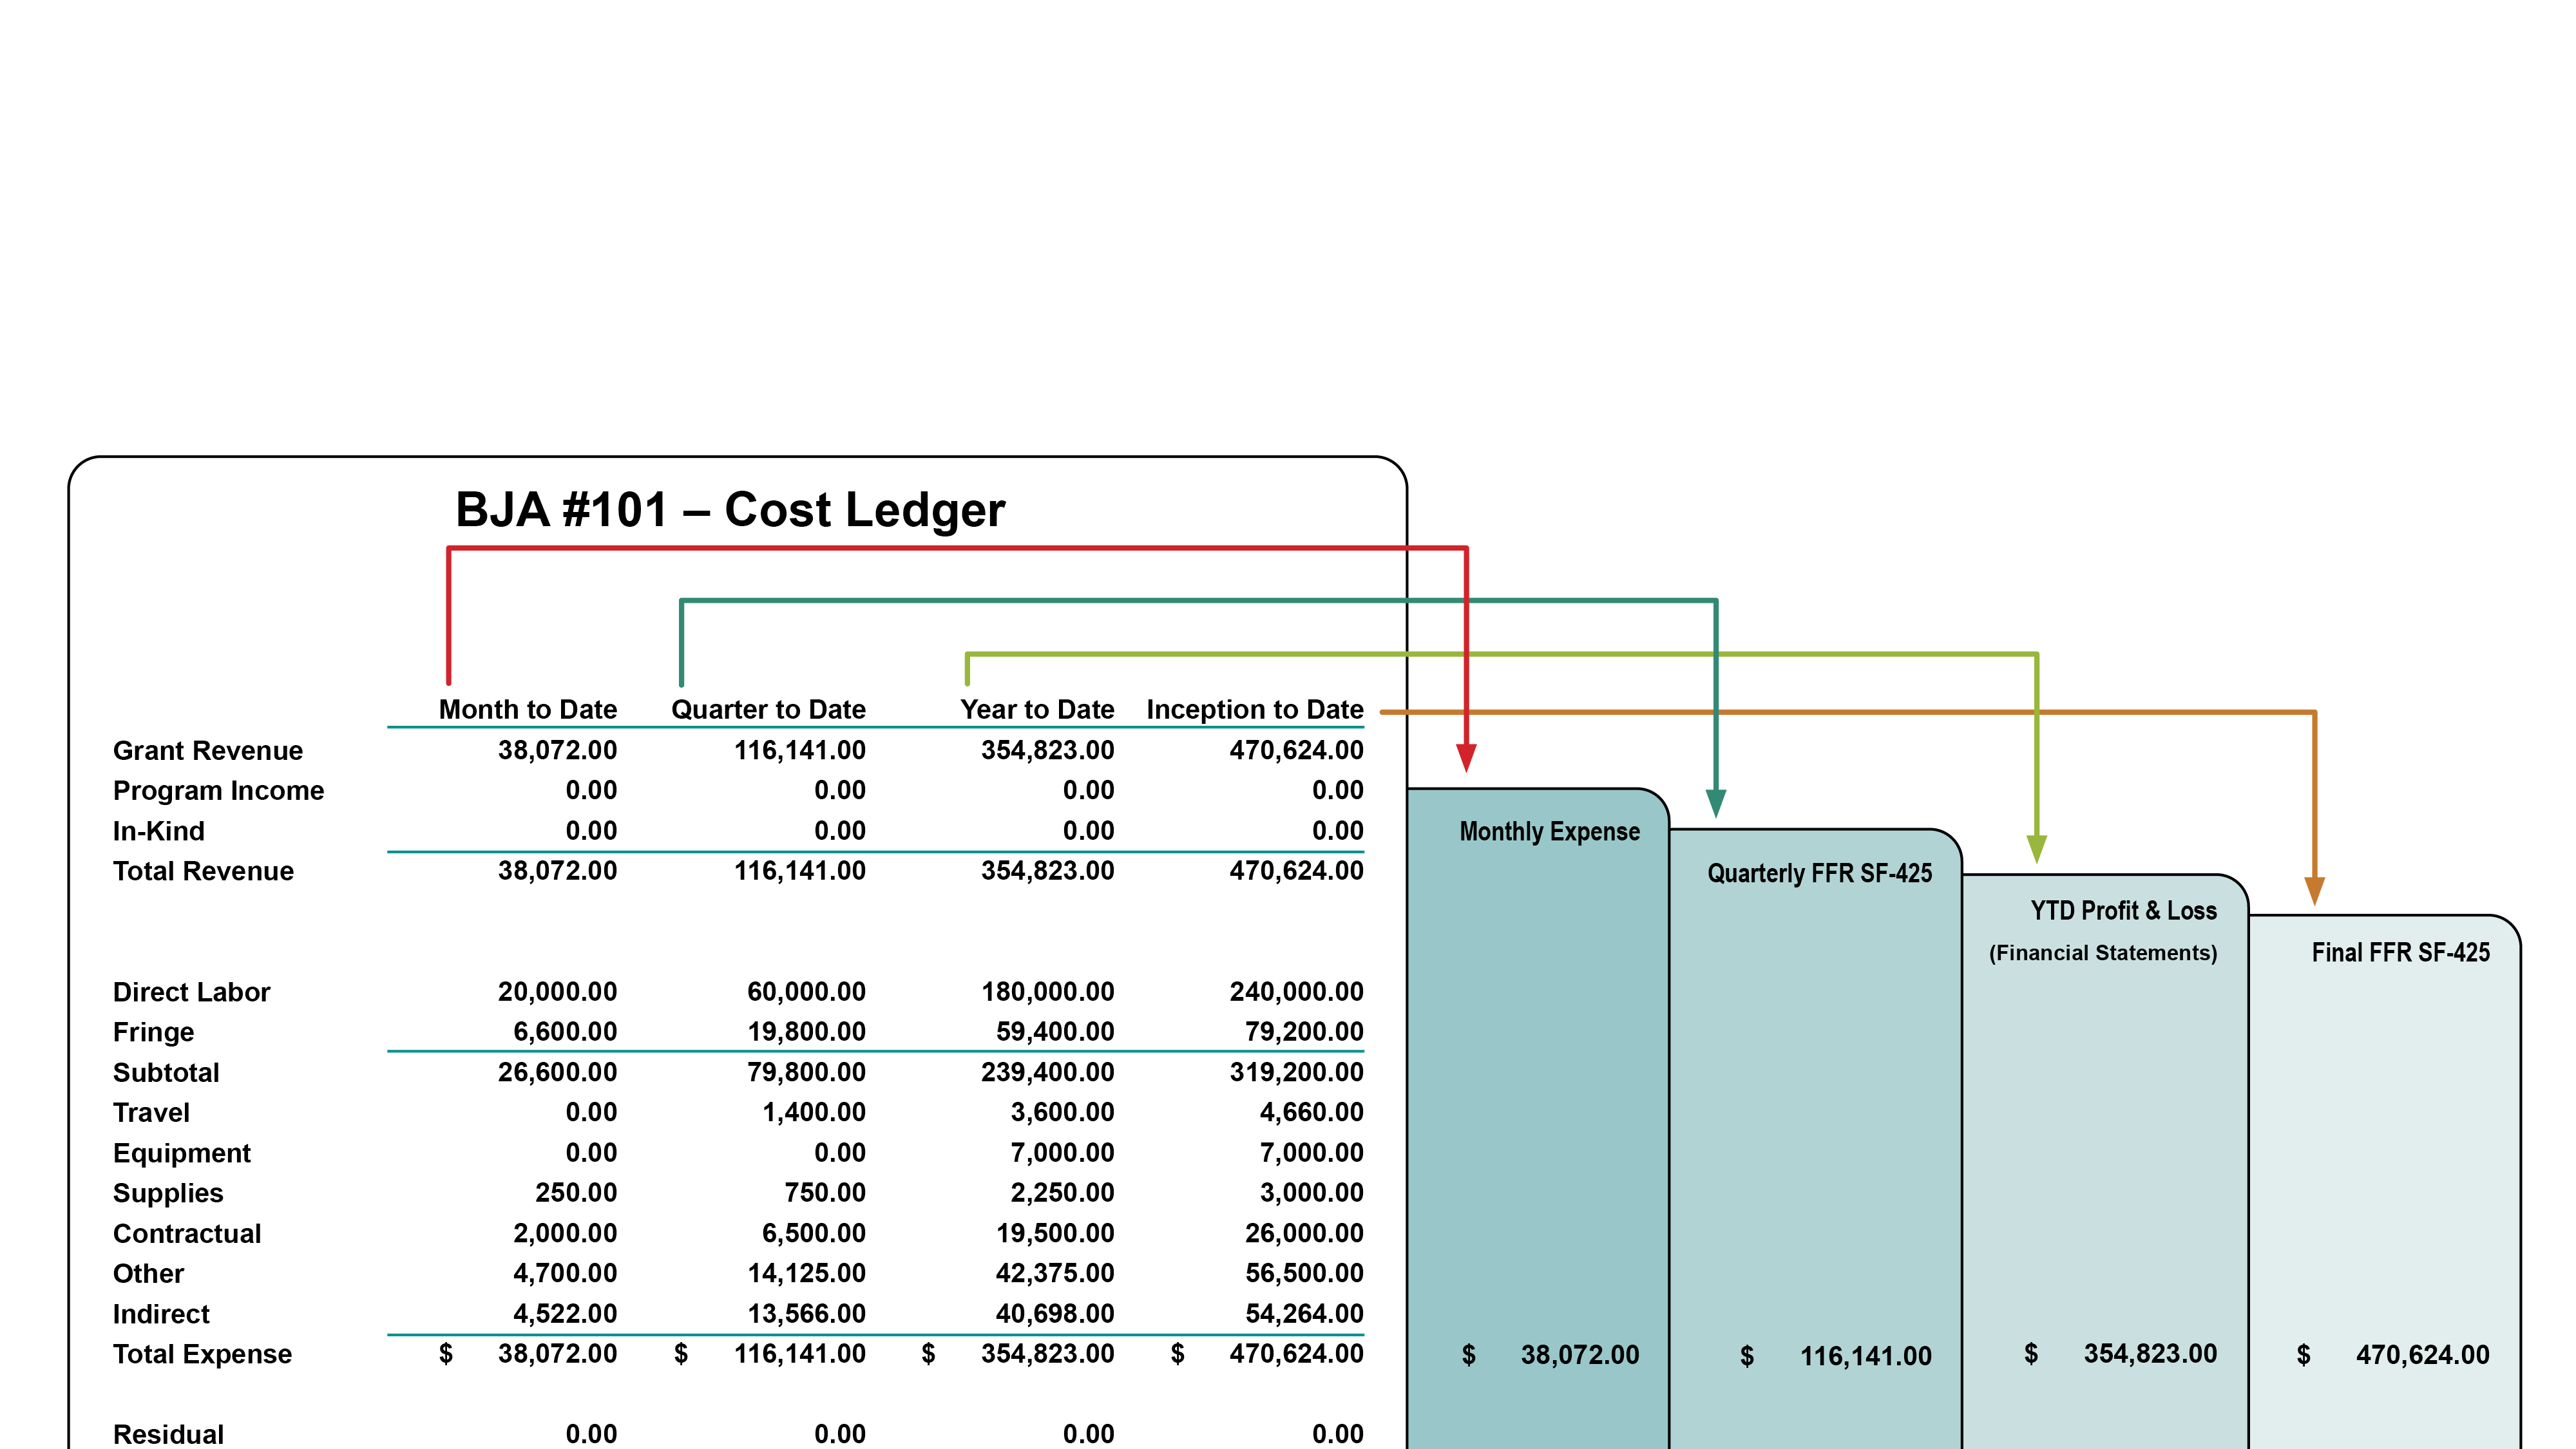 BJA #101 – Cost Ledger
Month to Date Quarter to Date Year to Date Inception to Date
Grant Revenue 38,072.00 116,141.00 354,823.00 470,624.00
Program Income 0.00 0.00 0.00 0.00
In-Kind 0.00 0.00 0.00 0.00
Total Revenue 38,072.00 116,141.00 354,823.00 470,624.00
Direct Labor 20,000.00 60,000.00 180,000.00 240,000.00
Fringe 6,600.00 19,800.00 59,400.00 79,200.00
Subtotal 26,600.00 79,800.00 239,400.00 319,200.00
Travel 0.00 1,400.00 3,600.00 4,660.00
Equipment 0.00 0.00 7,000.00 7,000.00
Supplies 250.00 750.00 2,250.00 3,000.00
Contractual 2,000.00 6,500.00 19,500.00 26,000.00
Other 4,700.00 14,125.00 42,375.00 56,500.00
Indirect 4,522.00 13,566.00 40,698.00 54,264.00
Total Expense $ 38,072.00 $ 116,141.00 $ 354,823.00 $ 470,624.00
Residual 0.00 0.00 0.00 0.00
Monthly Expense
$ 38,072.00
Quarterly FFR SF-425
$ 116,141.00
YTD Profit & Loss
(Financial Statements)
$ 354,823.00
Final FFR SF-425
$ 470,624.00